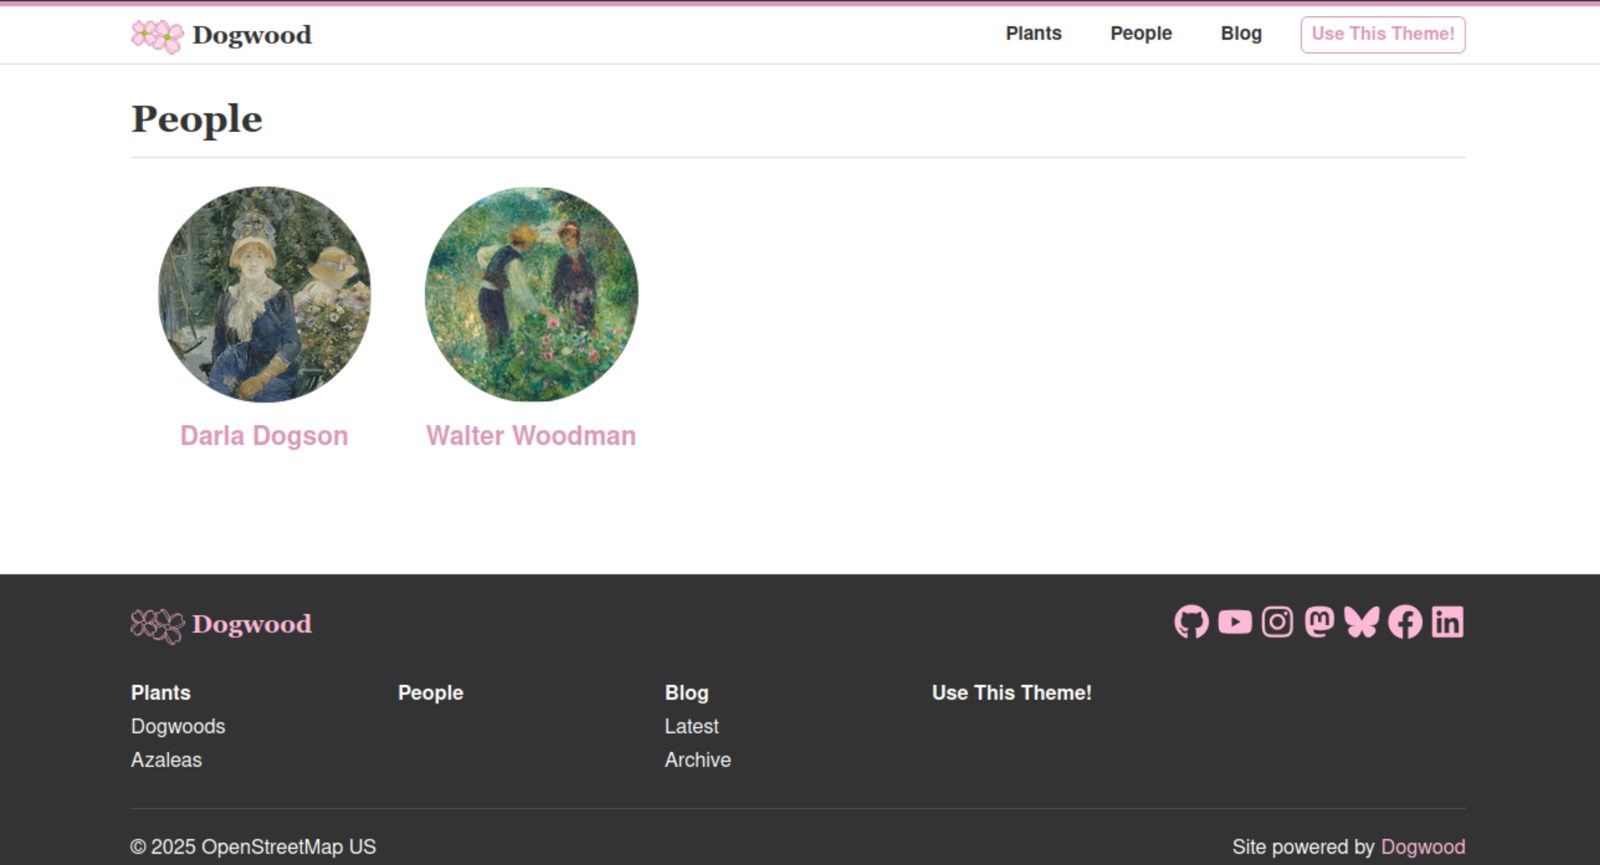 Dogwood
Plants People Blog Use This Theme!
People
Darla Dogson Walter Woodman
Dogwood
Plants People Blog Use This Theme!
Dogwoods Latest
Azaleas Archive
© 2025 OpenStreetMap US Site powered by Dogwood